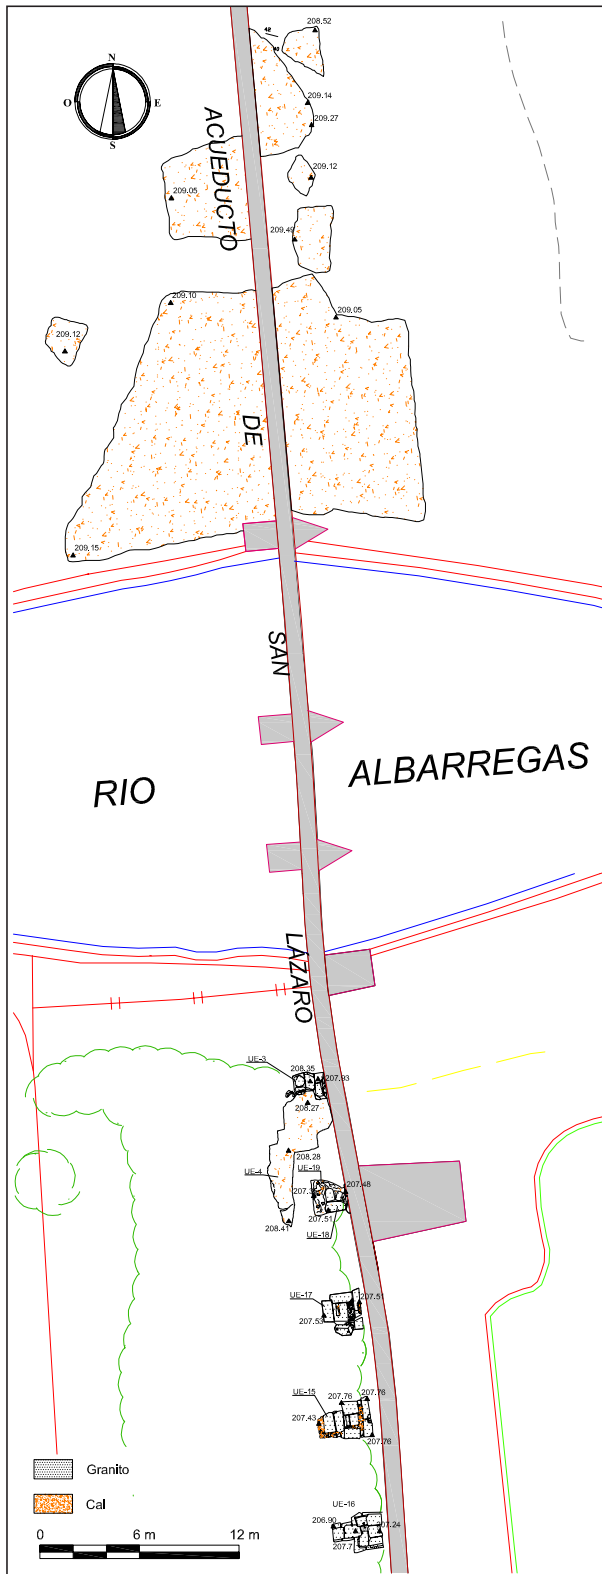 208.52
42
40
N
O
E
S
209.14
209.27
ACUEDUCTO
209.12
209.05
209.49
209.10
209.05
209.12
DE
209.15
SAN
RIO
ALBARREGAS
LÁZARO
UE-3
208.35
207.93
208.27
208.28
UE-4
UE-19
207.48
207.51
208.41
UE-18
UE-17
207.51
207.53
UE-15
207.76
207.76
207.43
207.76
UE-16
206.90
207.24
Granito
Cal
0
6 m
12 m